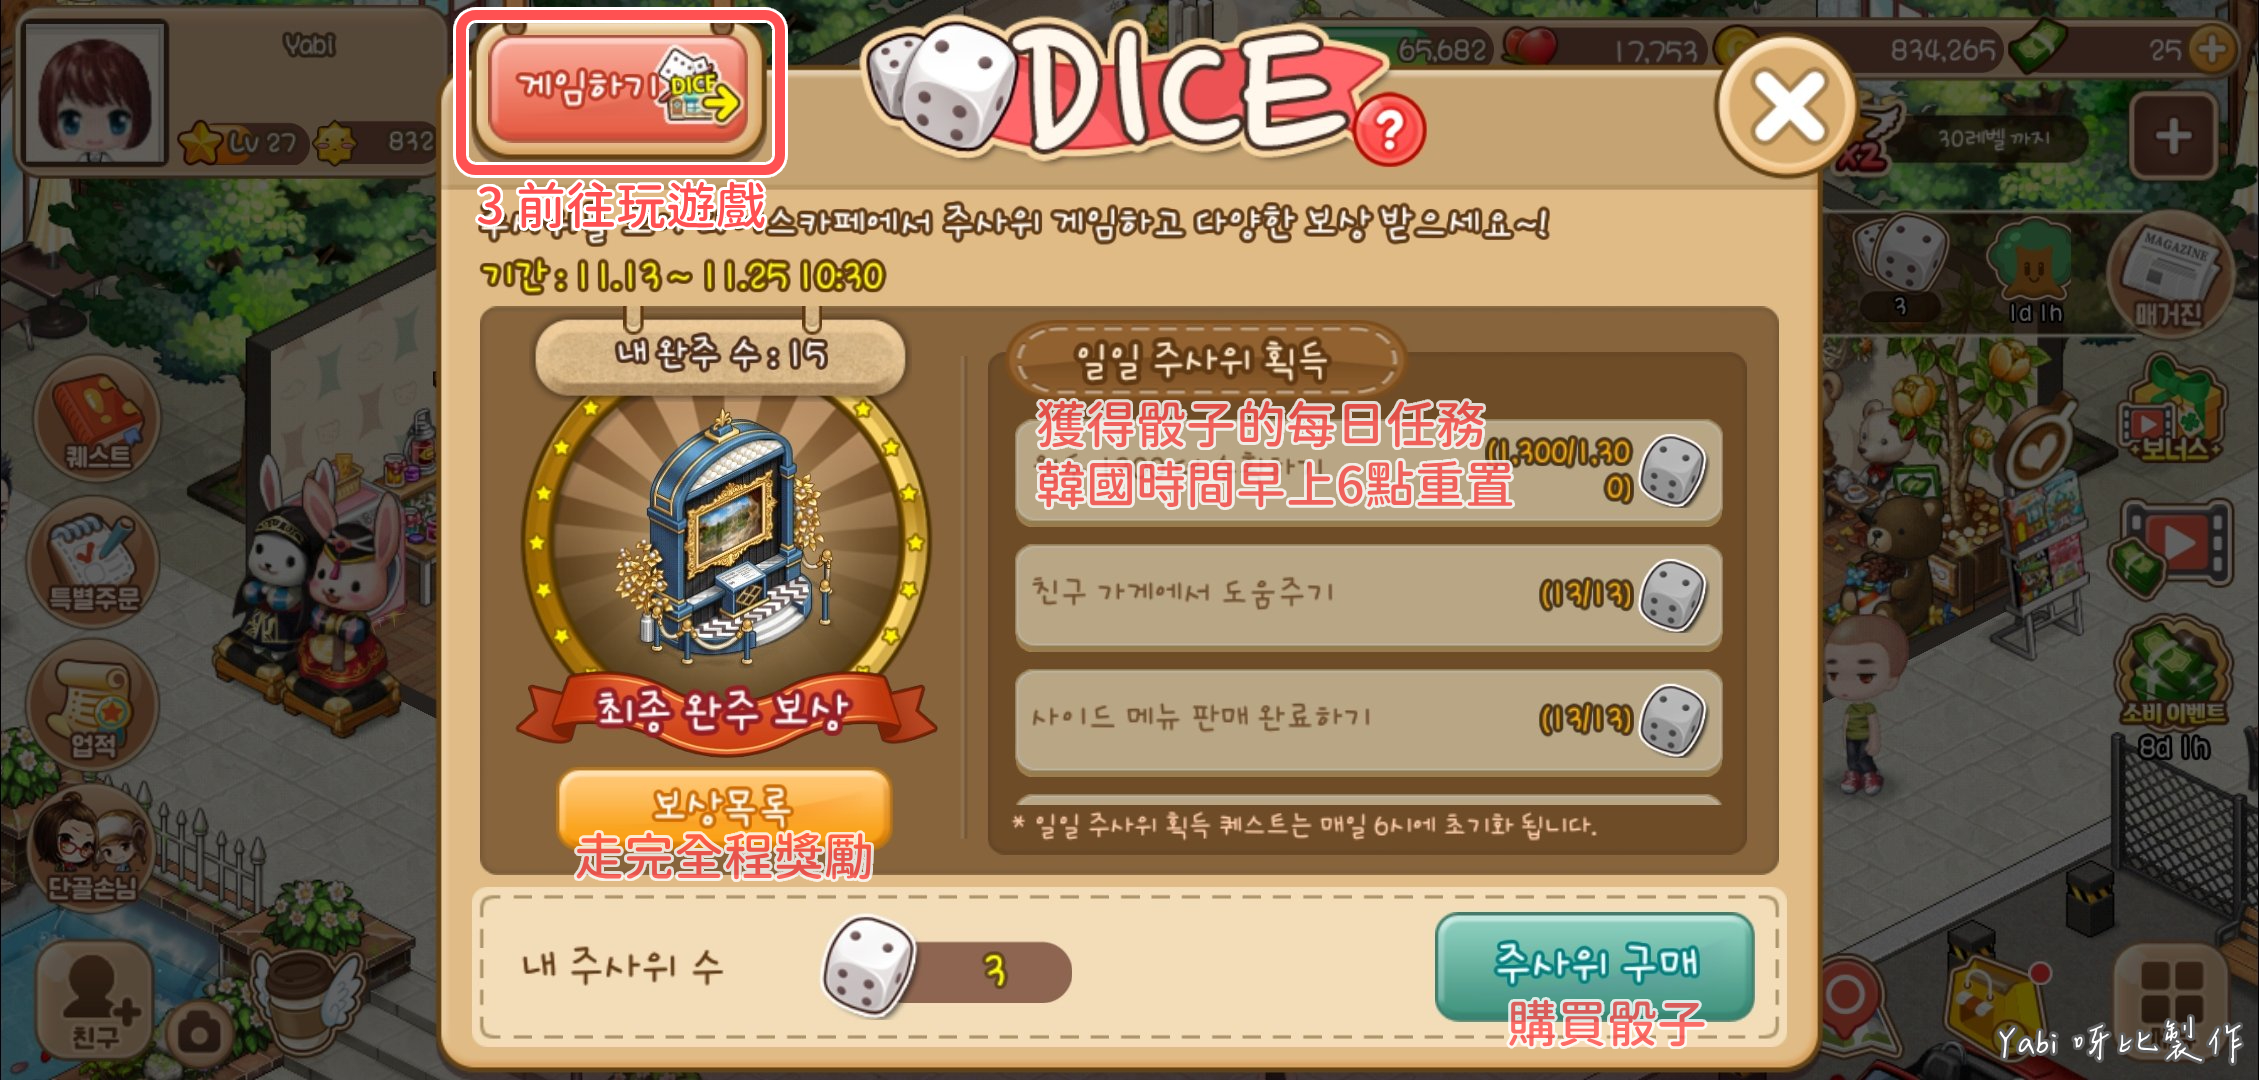 Yabi
Lv 27
832
게임하기
DICE
DICE
?
65,682
17,753
834,265
25
x2
30레벨 까지
3 前往玩遊戲
스카페에서 주사위 게임하고 다양한 보상 받으세요~!
기간 : 11.13 ~ 11.25 10:30
3
1d 1h
MAGAZINE
매거진
내 완주 수 : 15
일일 주사위 획득
獲得骰子的每日任務
韓國時間早上6點重置
(1,300/1,30
0)
친구 가게에서 도움주기
(13/13)
사이드 메뉴 판매 완료하기
(13/13)
* 일일 주사위 획득 퀘스트는 매일 6시에 초기화 됩니다.
최종 완주 보상
보상목록
走完全程獎勵
내 주사위 수
3
주사위 구매
購買骰子
퀘스트
특별주문
업적
단골손님
친구
보너스
소비 이벤트
8d 1h
Yabi 呀比製作